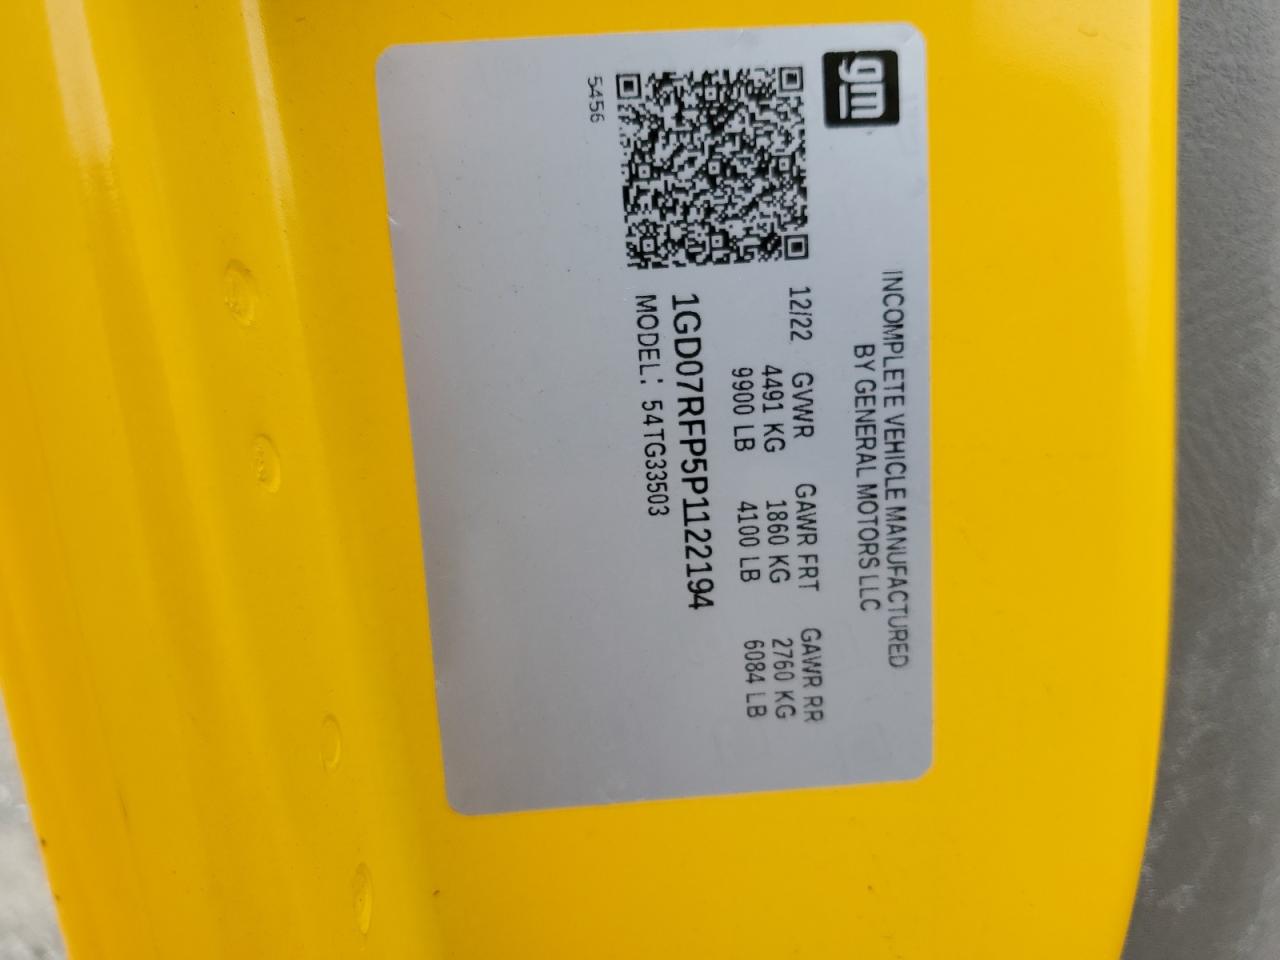 gm
INCOMPLETE VEHICLE MANUFACTURED
BY GENERAL MOTORS LLC
12/22 GVWR GAWR FRT GAWR RR
4491 KG 1860 KG 2760 KG
9900 LB 4100 LB 6084 LB
1GD07RFP5P1122194
MODEL: 54TG33503
5456